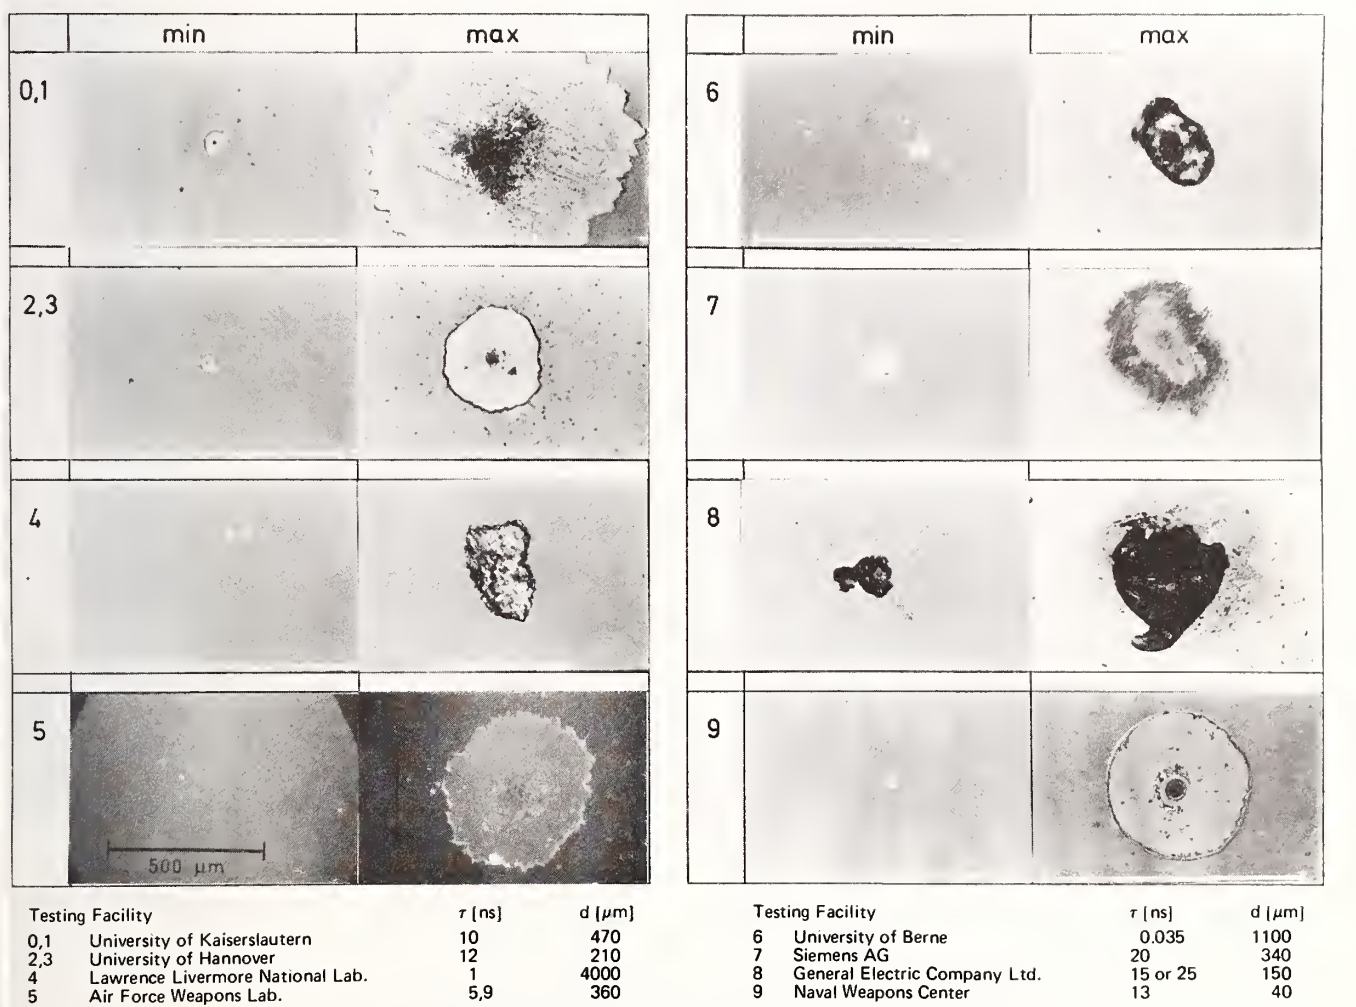 min max
0,1
2,3
4
5
500 µm
min max
6
7
8
9
Testing Facility τ [ns] d [µm]
0,1 University of Kaiserslautern 10 470
2,3 University of Hannover 12 210
4 Lawrence Livermore National Lab. 1 4000
5 Air Force Weapons Lab. 5,9 360
Testing Facility τ [ns] d [µm]
6 University of Berne 0.035 1100
7 Siemens AG 20 340
8 General Electric Company Ltd. 15 or 25 150
9 Naval Weapons Center 13 40